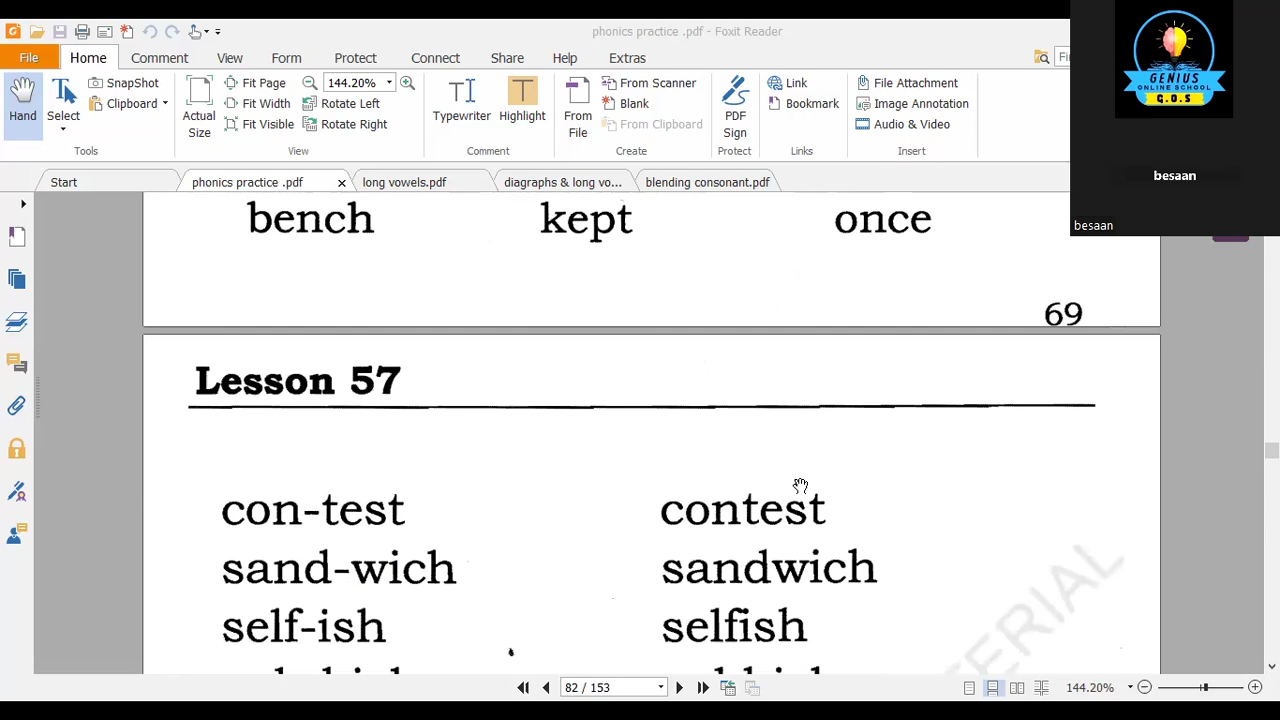 phonics practice .pdf - Foxit Reader
File Home Comment View Form Protect Connect Share Help Extras
Hand
Select
SnapShot
Clipboard
Tools
Actual Size
Fit Page
Fit Width
Fit Visible
144.20%
Rotate Left
Rotate Right
View
Typewriter
Highlight
Comment
From File
From Scanner
Blank
From Clipboard
Create
PDF Sign
Protect
Link
Bookmark
Links
File Attachment
Image Annotation
Audio & Video
Insert
GENIUS
ONLINE SCHOOL
G.O.S
besaan
besaan
Start phonics practice .pdf long vowels.pdf diagraphs & long vo... blending consonant.pdf
bench kept once
69
Lesson 57
con-test contest
sand-wich sandwich
self-ish selfish
82 / 153
144.20%